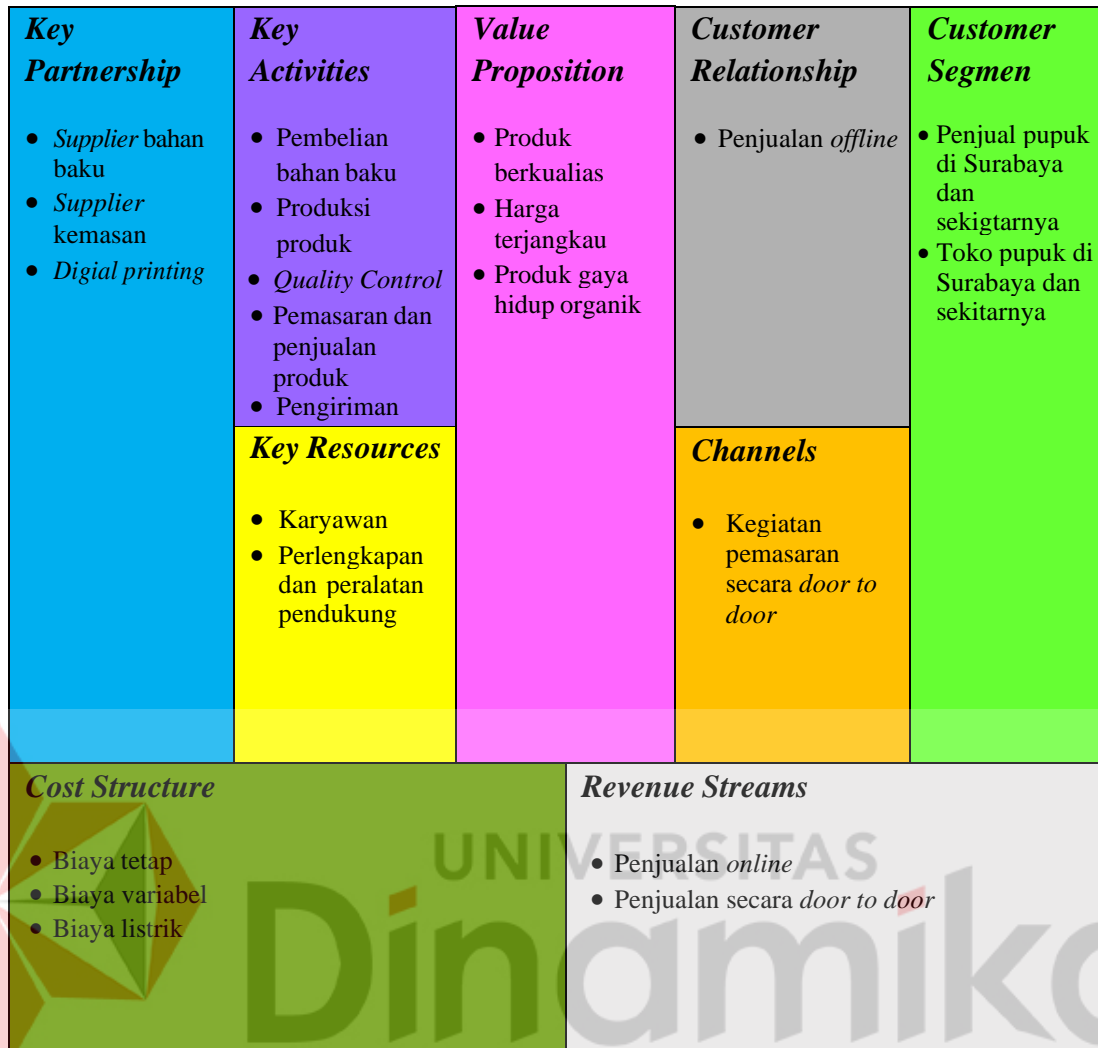 Key
Partnership
• Supplier bahan
baku
• Supplier
kemasan
• Digial printing
Key
Activities
• Pembelian
bahan baku
• Produksi
produk
• Quality Control
• Pemasaran dan
penjualan
produk
• Pengiriman
Key Resources
• Karyawan
• Perlengkapan
dan peralatan
pendukung
Value
Proposition
• Produk
berkualias
• Harga
terjangkau
• Produk gaya
hidup organik
Customer
Relationship
• Penjualan offline
Channels
• Kegiatan
pemasaran
secara door to
door
Customer
Segmen
• Penjual pupuk
di Surabaya
dan
sekigtarnya
• Toko pupuk di
Surabaya dan
sekitarnya
Cost Structure
• Biaya tetap
• Biaya variabel
• Biaya listrik
Revenue Streams
• Penjualan online
• Penjualan secara door to door
UNIVERSITAS
Dinamika